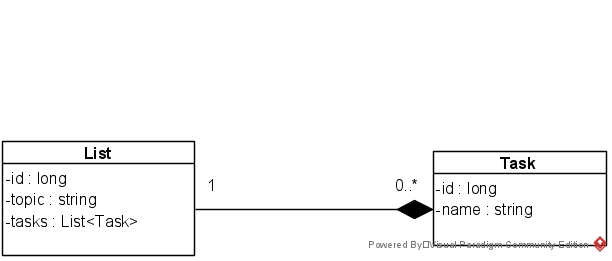 List
-id : long
-topic : string
-tasks : List<Task>
1
0..*
Task
-id : long
-name : string
Powered By□Visual Paradigm Community Edition